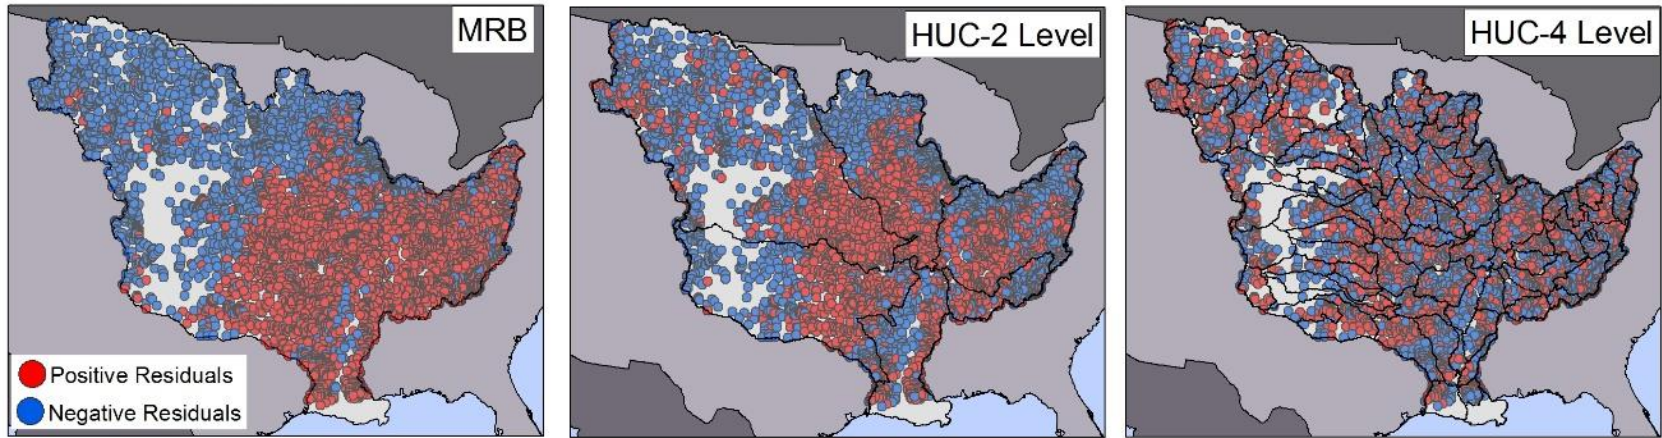 MRB
HUC-2 Level
HUC-4 Level
Positive Residuals
Negative Residuals